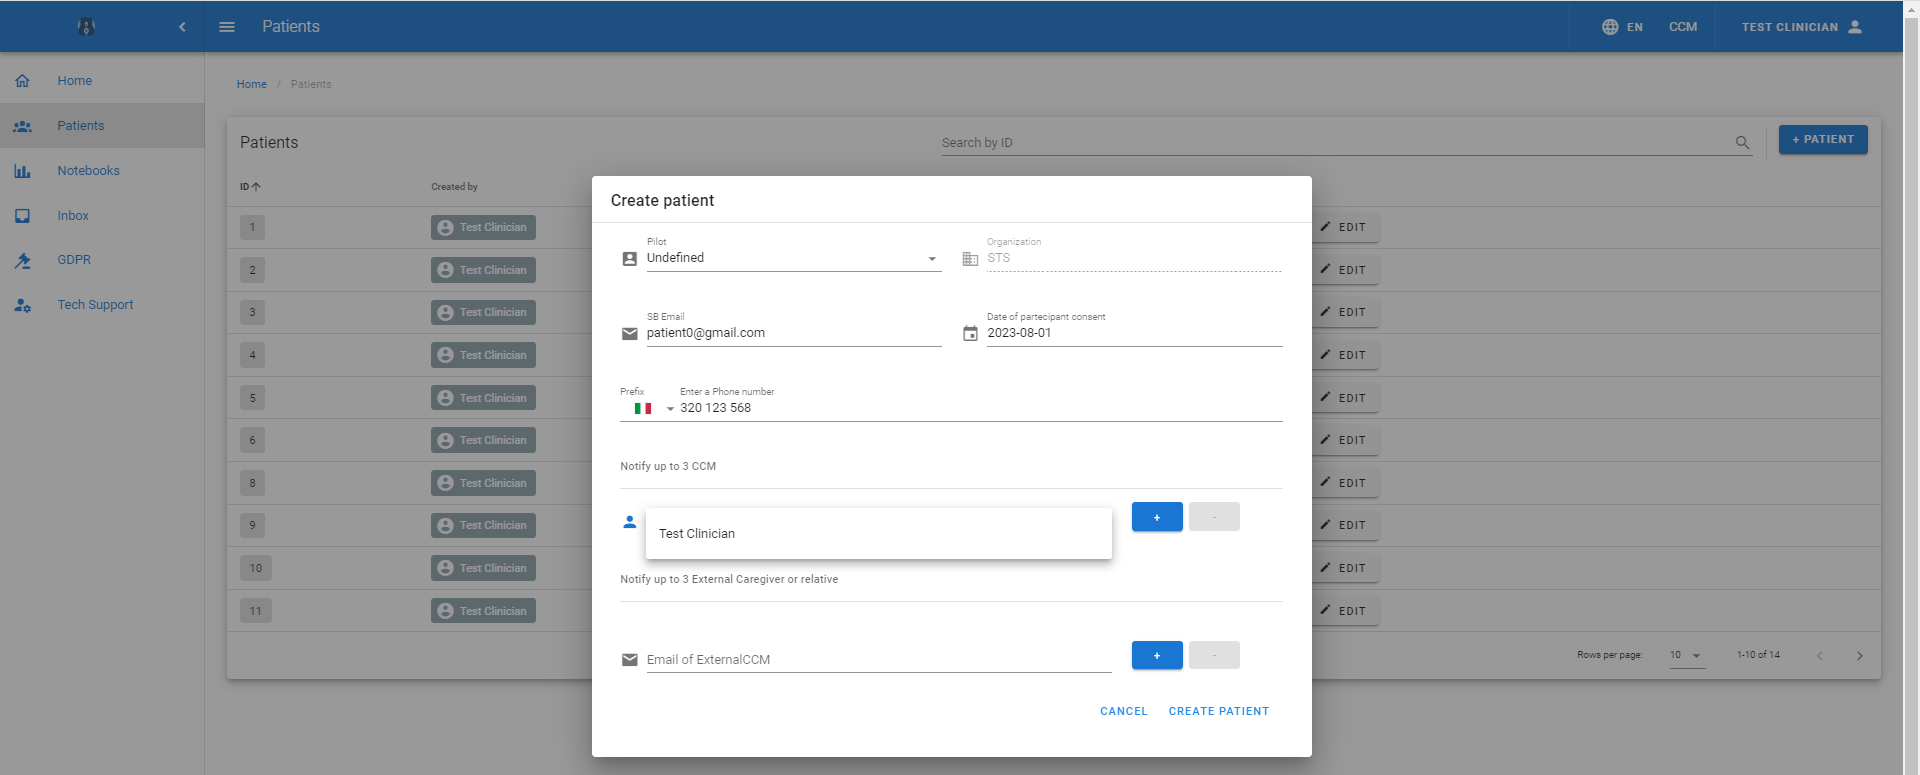 Patients
EN
CCM
TEST CLINICIAN
Home
Patients
Notebooks
Inbox
GDPR
Tech Support
Home / Patients
Patients
Search by ID
+ PATIENT
ID
Created by
1 Test Clinician EDIT
2 Test Clinician EDIT
3 Test Clinician EDIT
4 Test Clinician EDIT
5 Test Clinician EDIT
6 Test Clinician EDIT
8 Test Clinician EDIT
9 Test Clinician EDIT
10 Test Clinician EDIT
11 Test Clinician EDIT
Rows per page: 10 1-10 of 14
Create patient
Pilot
Undefined
Organization
STS
SB Email
patient0@gmail.com
Date of partecipant consent
2023-08-01
Prefix
Enter a Phone number
320 123 568
Notify up to 3 CCM
Test Clinician
+ -
Notify up to 3 External Caregiver or relative
Email of ExternalCCM
+ -
CANCEL CREATE PATIENT